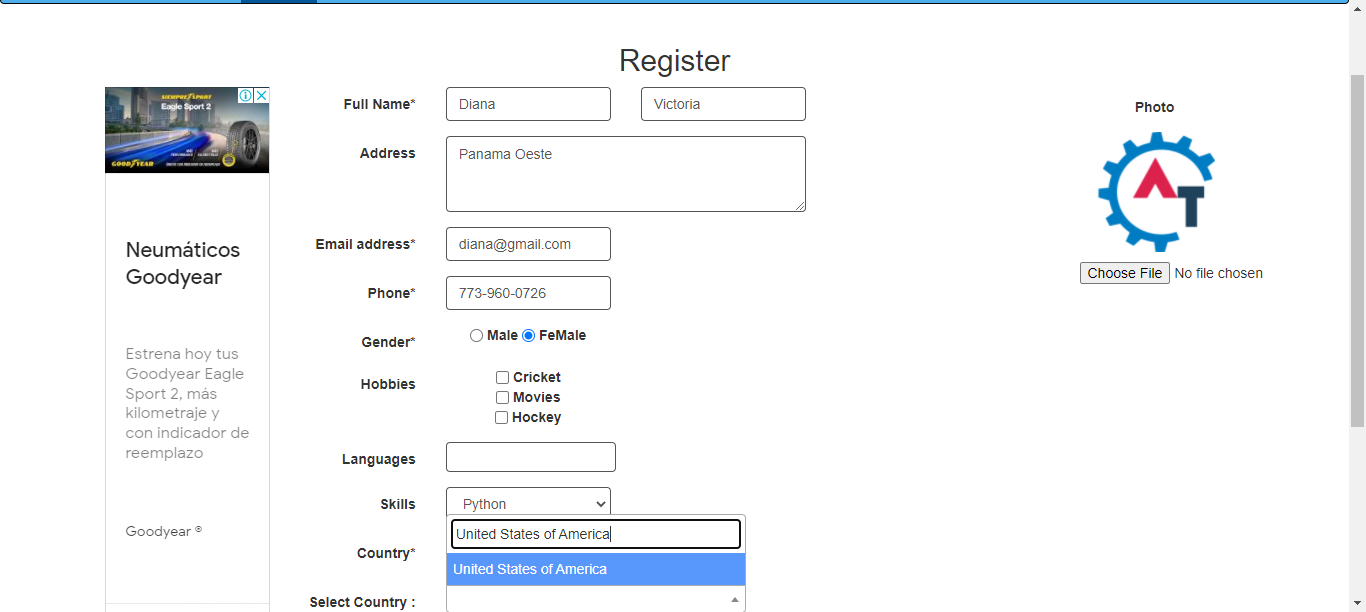 Register
SIEMPRE SPORT
Eagle Sport 2
GOODYEAR
Neumáticos
Goodyear
Estrena hoy tus
Goodyear Eagle
Sport 2, más
kilometraje y
con indicador de
reemplazo
Goodyear ®
Full Name*
Diana
Victoria
Address
Panama Oeste
Email address*
diana@gmail.com
Phone*
773-960-0726
Gender*
Male FeMale
Hobbies
Cricket
Movies
Hockey
Languages
Skills
Python
United States of America
Country*
United States of America
Select Country :
Photo
AT
Choose File No file chosen